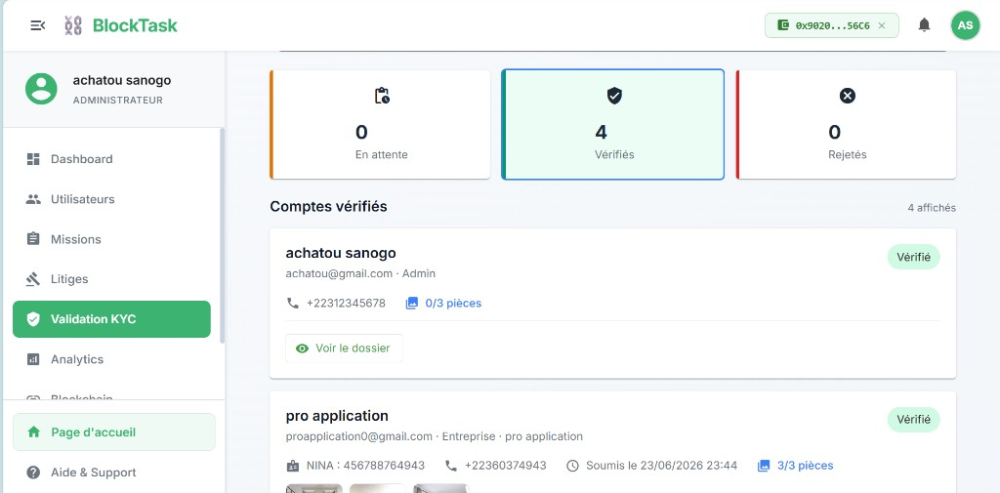 BlockTask
0x9020...56C6 ×
AS
achatou sanogo
ADMINISTRATEUR
Dashboard
Utilisateurs
Missions
Litiges
Validation KYC
Analytics
Blockchain
Page d'accueil
Aide & Support
0
En attente
4
Vérifiés
0
Rejetés
Comptes vérifiés
4 affichés
achatou sanogo
Vérifié
achatou@gmail.com · Admin
+22312345678 0/3 pièces
Voir le dossier
pro application
Vérifié
proapplication0@gmail.com · Entreprise · pro application
NINA : 456788764943 +22360374943 Soumis le 23/06/2026 23:44 3/3 pièces